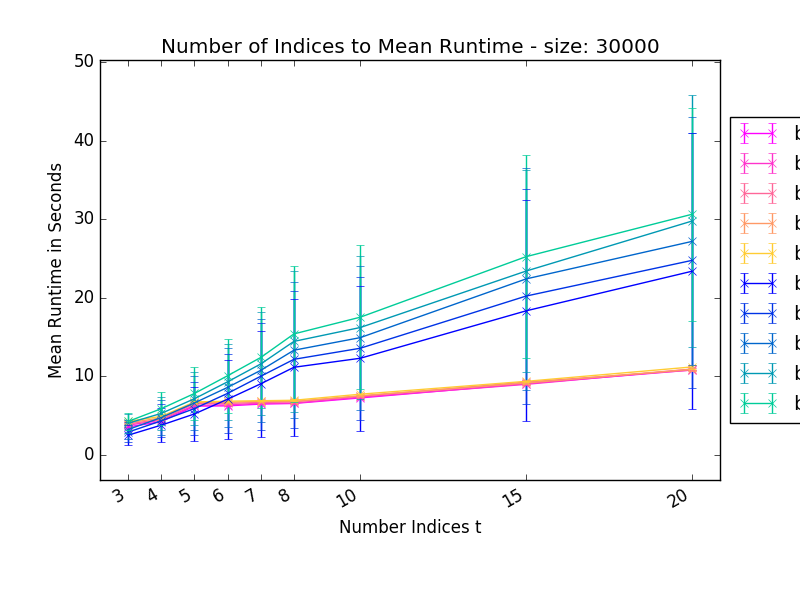 Number of Indices to Mean Runtime - size: 30000
50
40
30
20
10
0
Mean Runtime in Seconds
3
4
5
6
7
8
10
15
20
Number Indices t
b
b
b
b
b
b
b
b
b
b